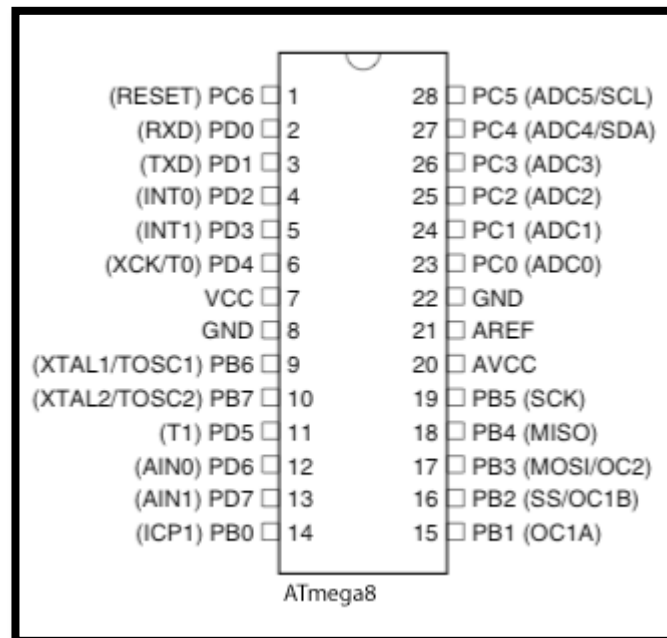 (RESET) PC6 1 28 PC5 (ADC5/SCL)
(RXD) PD0 2 27 PC4 (ADC4/SDA)
(TXD) PD1 3 26 PC3 (ADC3)
(INT0) PD2 4 25 PC2 (ADC2)
(INT1) PD3 5 24 PC1 (ADC1)
(XCK/T0) PD4 6 23 PC0 (ADC0)
VCC 7 22 GND
GND 8 21 AREF
(XTAL1/TOSC1) PB6 9 20 AVCC
(XTAL2/TOSC2) PB7 10 19 PB5 (SCK)
(T1) PD5 11 18 PB4 (MISO)
(AIN0) PD6 12 17 PB3 (MOSI/OC2)
(AIN1) PD7 13 16 PB2 (SS/OC1B)
(ICP1) PB0 14 15 PB1 (OC1A)
ATmega8